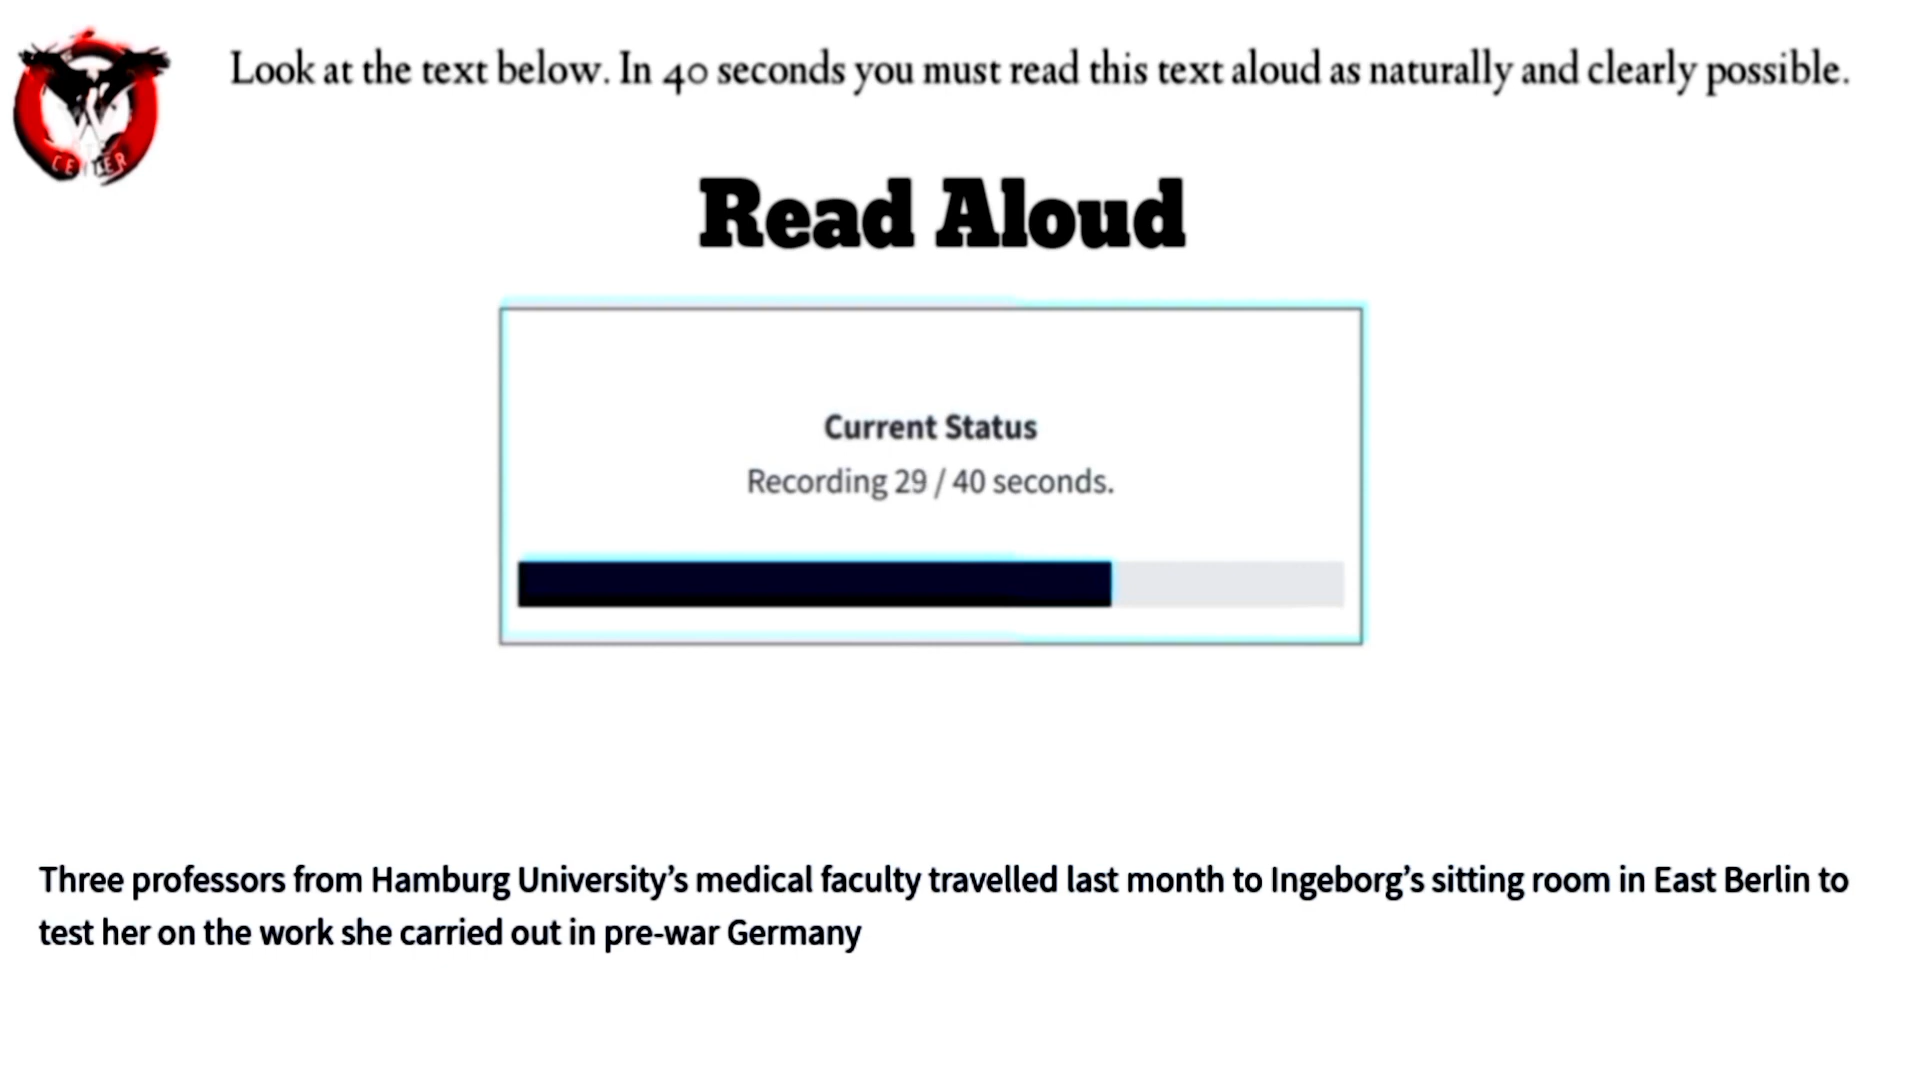 Look at the text below. In 40 seconds you must read this text aloud as naturally and clearly possible.
Read Aloud
Current Status
Recording 29 / 40 seconds.
Three professors from Hamburg University’s medical faculty travelled last month to Ingeborg’s sitting room in East Berlin to
test her on the work she carried out in pre-war Germany